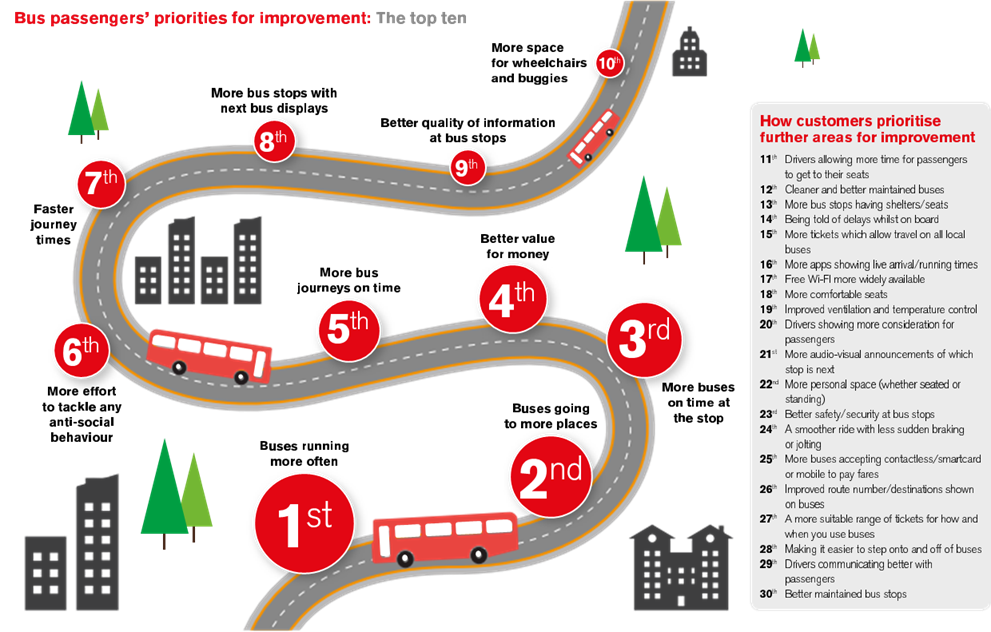 Bus passengers' priorities for improvement: The top ten
More space
for wheelchairs
and buggies
10th
More bus stops with
next bus displays
8th
Better quality of information
at bus stops
9th
7th
Faster
journey
times
Better value
for money
4th
More bus
journeys on time
5th
3rd
More buses
on time at
the stop
6th
More effort
to tackle any
anti-social
behaviour
Buses going
to more places
2nd
Buses running
more often
1st
How customers prioritise
further areas for improvement
11th Drivers allowing more time for passengers
to get to their seats
12th Cleaner and better maintained buses
13th More bus stops having shelters/seats
14th Being told of delays whilst on board
15th More tickets which allow travel on all local
buses
16th More apps showing live arrival/running times
17th Free Wi-FI more widely available
18th More comfortable seats
19th Improved ventilation and temperature control
20th Drivers showing more consideration for
passengers
21st More audio-visual announcements of which
stop is next
22nd More personal space (whether seated or
standing)
23rd Better safety/security at bus stops
24th A smoother ride with less sudden braking
or jolting
25th More buses accepting contactless/smartcard
or mobile to pay fares
26th Improved route number/destinations shown
on buses
27th A more suitable range of tickets for how and
when you use buses
28th Making it easier to step onto and off of buses
29th Drivers communicating better with
passengers
30th Better maintained bus stops